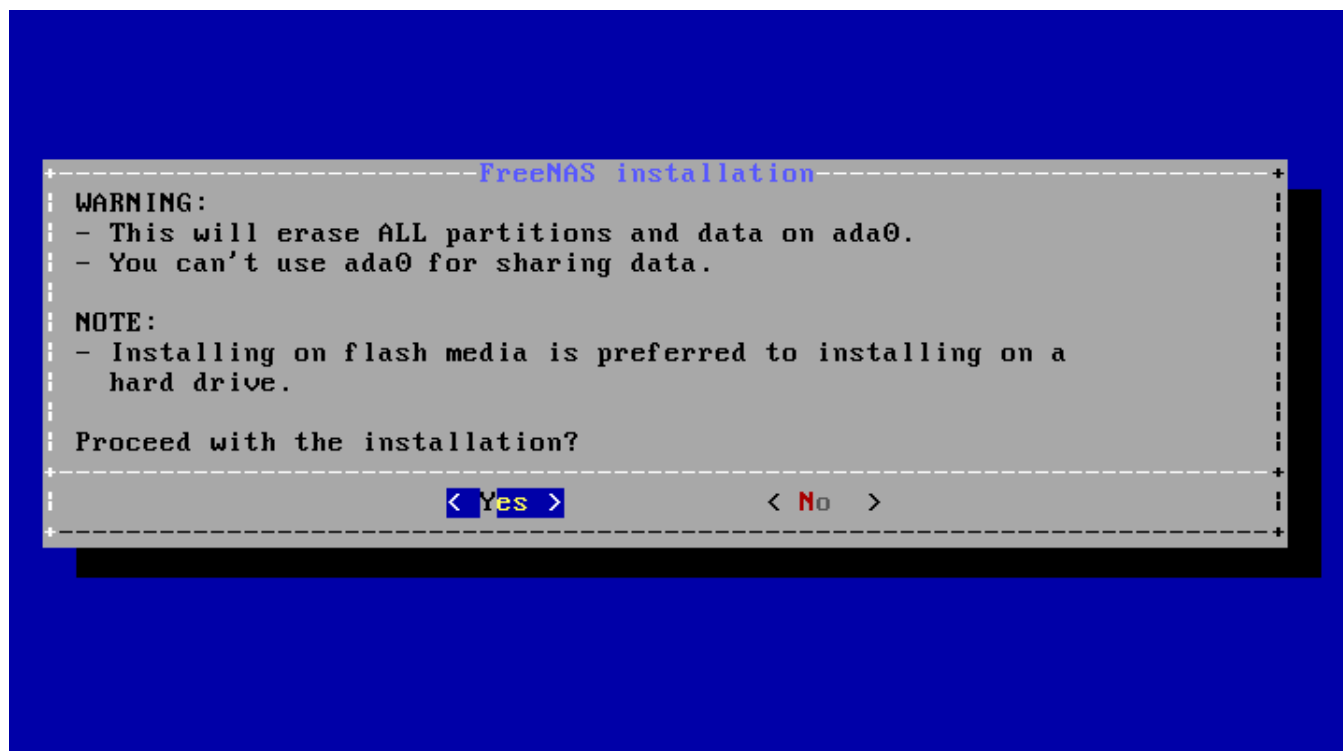 FreeNAS installation
WARNING:
- This will erase ALL partitions and data on ada0.
- You can't use ada0 for sharing data.
NOTE:
- Installing on flash media is preferred to installing on a
hard drive.
Proceed with the installation?
< Yes > < No >